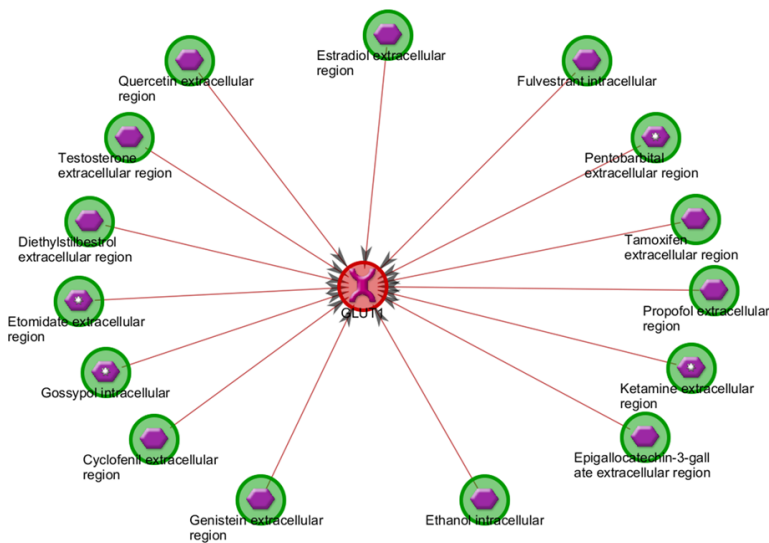 Estradiol extracellular
region
Quercetin extracellular
region
Fulvestrant intracellular
Testosterone
extracellular region
Pentobarbital
extracellular region
Diethylstilbestrol
extracellular region
Tamoxifen
extracellular region
GLUT1
Etomidate extracellular
region
Propofol extracellular
region
Gossypol intracellular
Ketamine extracellular
region
Cyclofenil extracellular
region
Epigallocatechin-3-gall
ate extracellular region
Genistein extracellular
region
Ethanol intracellular